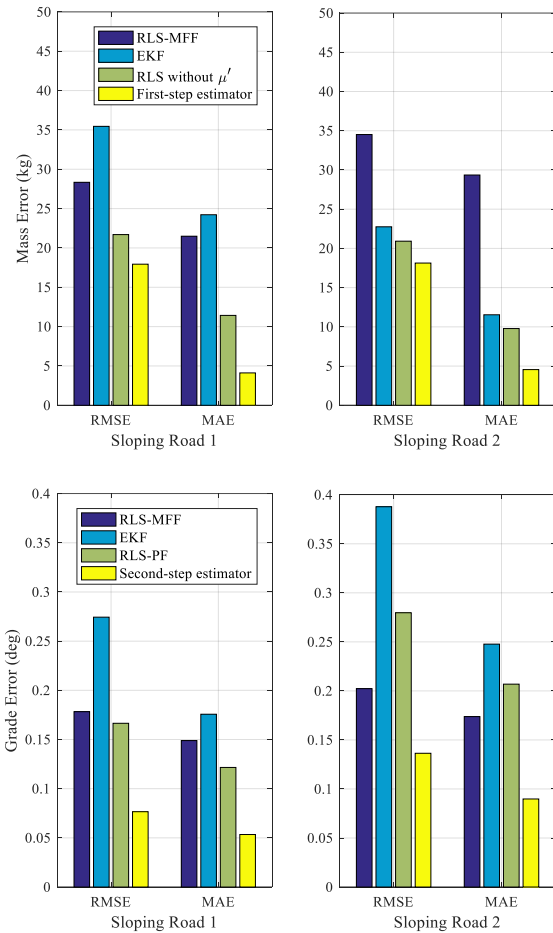 50
45
40
35
30
25
20
15
10
5
0
Mass Error (kg)
RLS-MFF
EKF
RLS without μ′
First-step estimator
RMSE MAE
Sloping Road 1
50
45
40
35
30
25
20
15
10
5
0
RMSE MAE
Sloping Road 2
0.4
0.35
0.3
0.25
0.2
0.15
0.1
0.05
0
Grade Error (deg)
RLS-MFF
EKF
RLS-PF
Second-step estimator
RMSE MAE
Sloping Road 1
0.4
0.35
0.3
0.25
0.2
0.15
0.1
0.05
0
RMSE MAE
Sloping Road 2